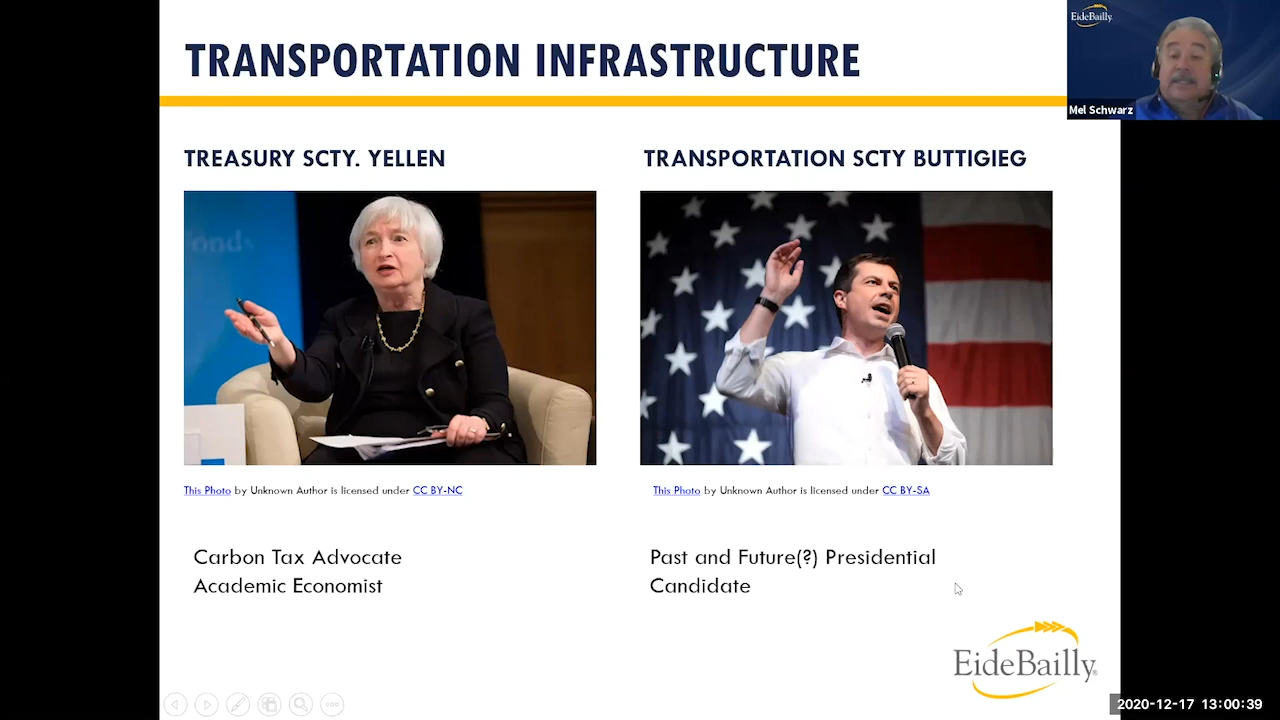 TRANSPORTATION INFRASTRUCTURE
EideBailly
Mel Schwarz
TREASURY SCTY. YELLEN
TRANSPORTATION SCTY BUTTIGIEG
onds
This Photo by Unknown Author is licensed under CC BY-NC
This Photo by Unknown Author is licensed under CC BY-SA
Carbon Tax Advocate
Academic Economist
Past and Future(?) Presidential
Candidate
EideBailly®
2020-12-17 13:00:39